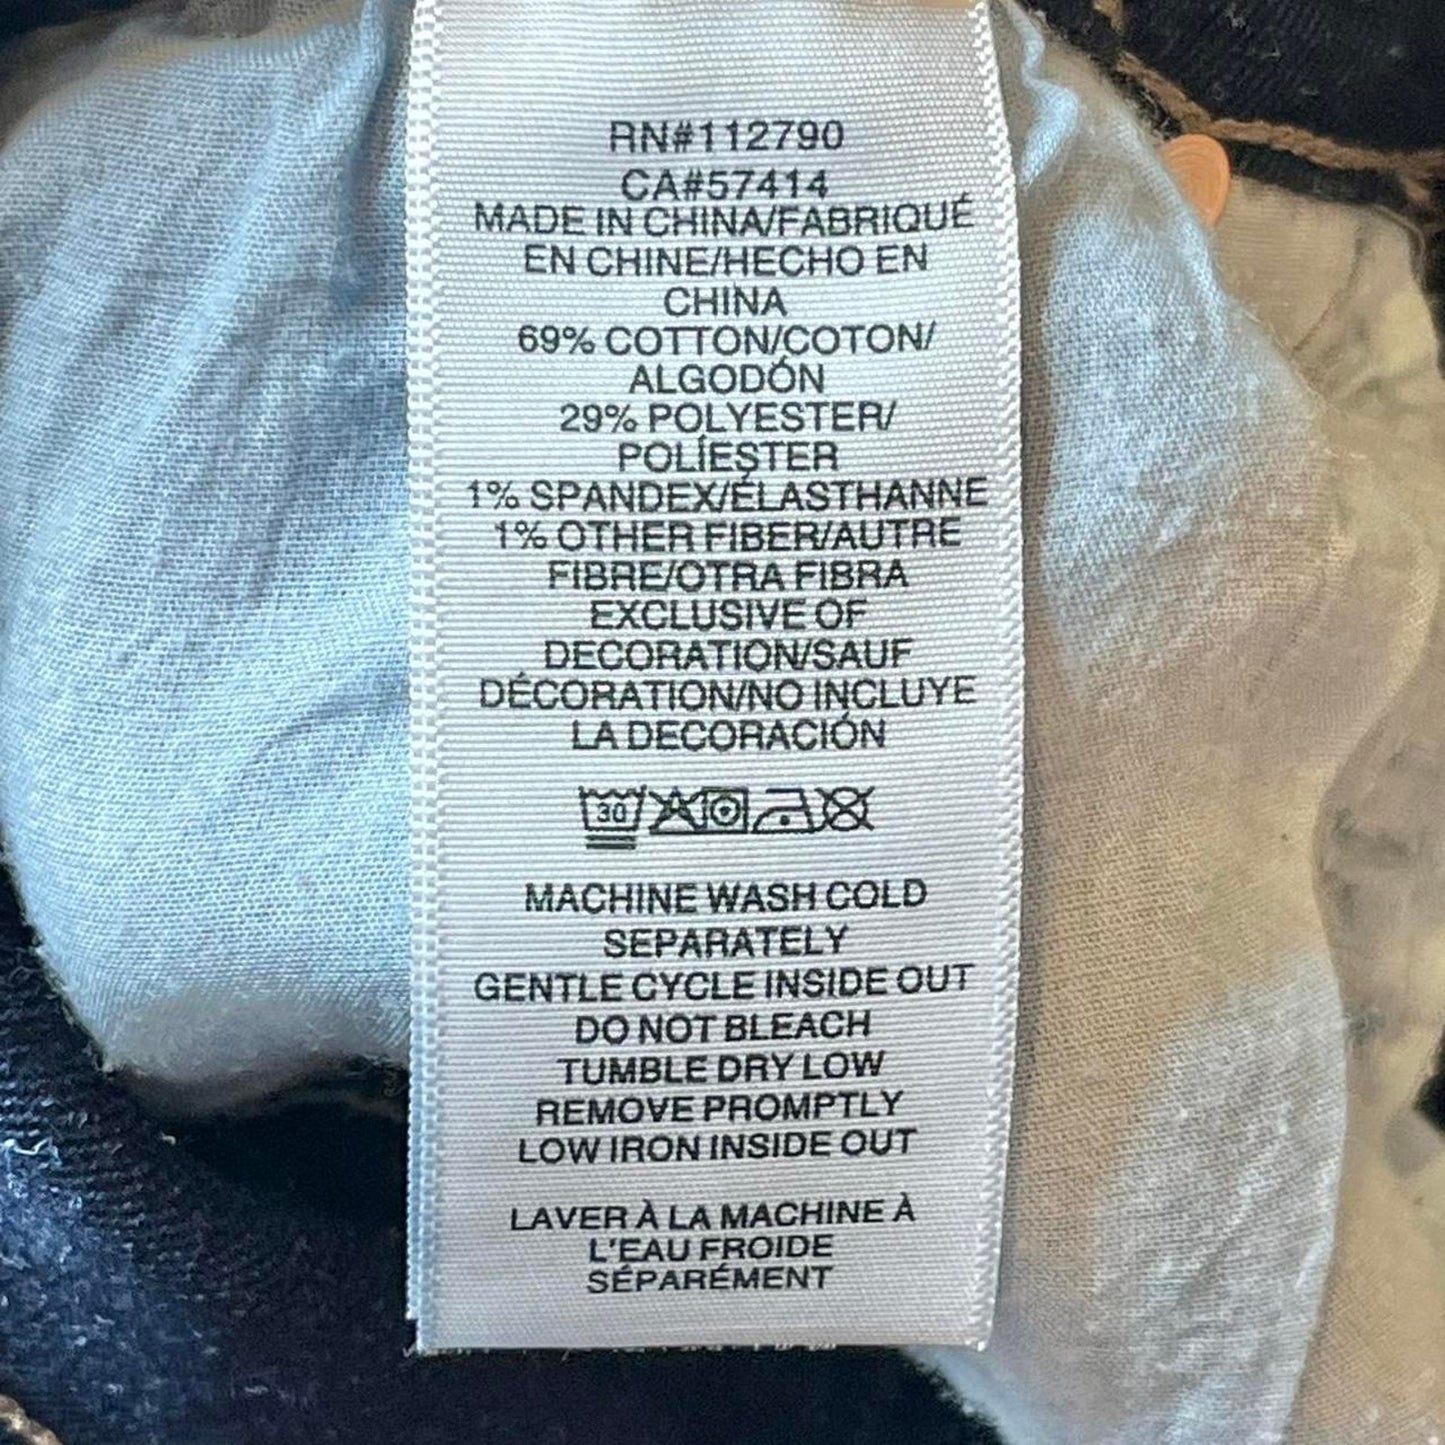 RN#112790
CA#57414
MADE IN CHINA/FABRIQUÉ
EN CHINE/HECHO EN
CHINA
69% COTTON/COTON/
ALGODÓN
29% POLYESTER/
POLÍESTER
1% SPANDEX/ÉLASTHANNE
1% OTHER FIBER/AUTRE
FIBRE/OTRA FIBRA
EXCLUSIVE OF
DECORATION/SAUF
DÉCORATION/NO INCLUYE
LA DECORACIÓN
30
MACHINE WASH COLD
SEPARATELY
GENTLE CYCLE INSIDE OUT
DO NOT BLEACH
TUMBLE DRY LOW
REMOVE PROMPTLY
LOW IRON INSIDE OUT
LAVER À LA MACHINE À
L'EAU FROIDE
SÉPARÉMENT